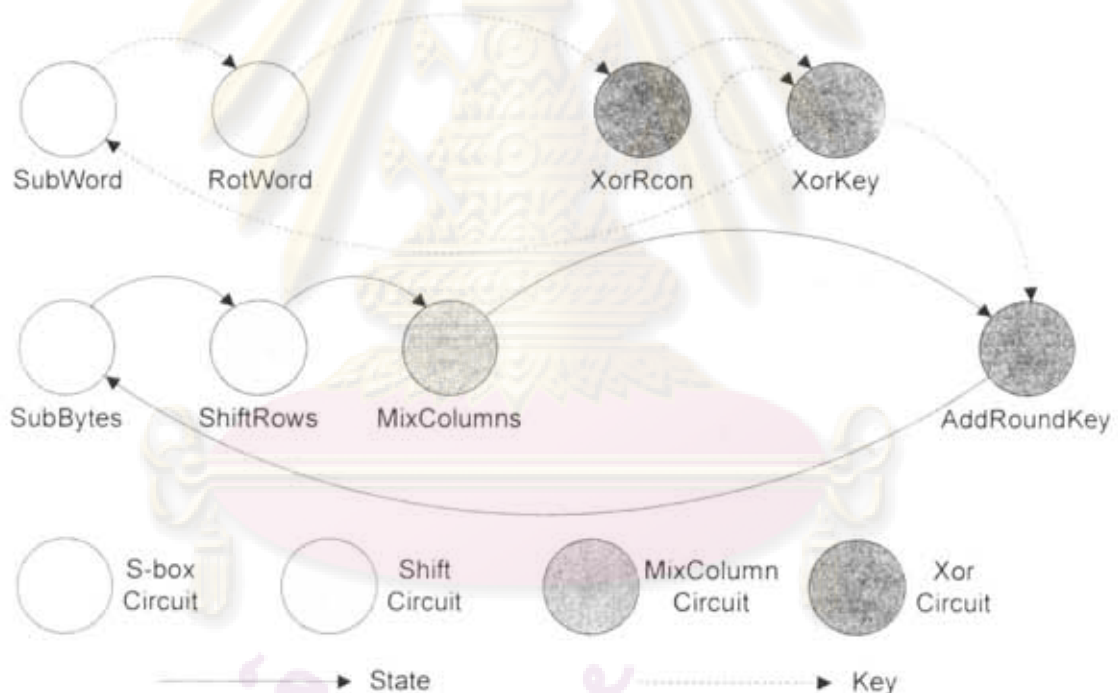 SubWord
RotWord
XorRcon
XorKey
SubBytes
ShiftRows
MixColumns
AddRoundKey
S-box
Circuit
Shift
Circuit
MixColumn
Circuit
Xor
Circuit
State
Key